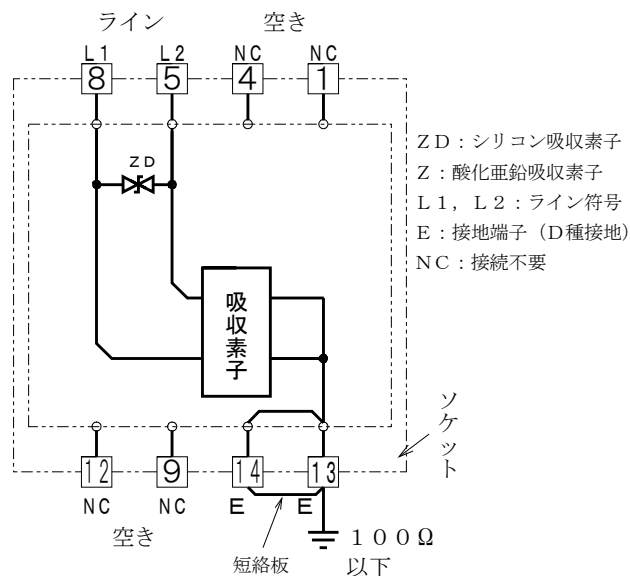 ライン 空き
L1 L2 NC NC
8 5 4 1
ZD
ZD:シリコン吸収素子
Z:酸化亜鉛吸収素子
L1,L2:ライン符号
E:接地端子(D種接地)
NC:接続不要
吸収素子
ソケット
12 9 14 13
NC NC E E
空き
100Ω
以下
短絡板